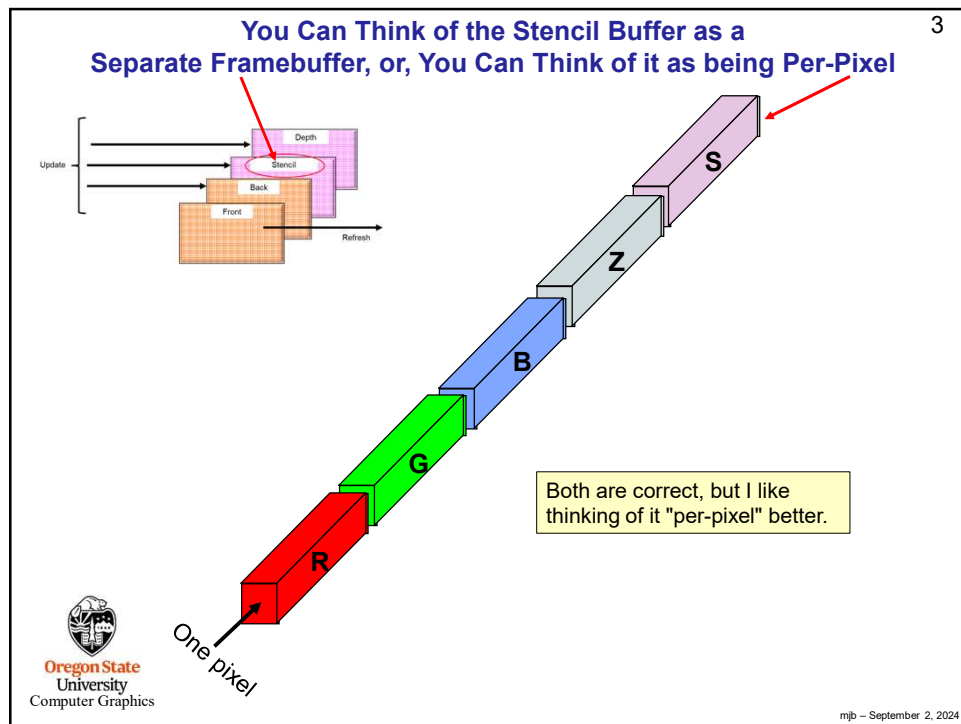 3
You Can Think of the Stencil Buffer as a
Separate Framebuffer, or, You Can Think of it as being Per-Pixel
Depth
Update
Stencil
Back
Front
Refresh
S
Z
B
G
R
Both are correct, but I like
thinking of it "per-pixel" better.
One pixel
Oregon State
University
Computer Graphics
mjb – September 2, 2024